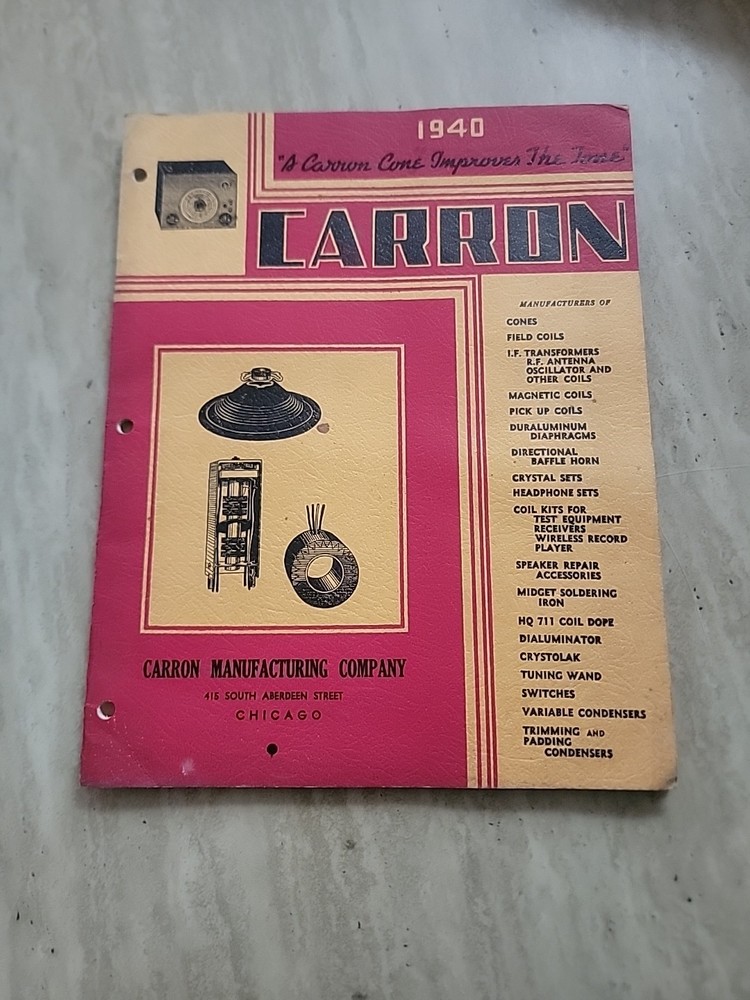 1940
"A Carron Cone Improves The Tone"
CARRON
MANUFACTURERS OF
CONES
FIELD COILS
I.F. TRANSFORMERS
R.F. ANTENNA
OSCILLATOR AND
OTHER COILS
MAGNETIC COILS
PICK UP COILS
DURALUMINUM
DIAPHRAGMS
DIRECTIONAL
BAFFLE HORN
CRYSTAL SETS
HEADPHONE SETS
COIL KITS FOR
TEST EQUIPMENT
RECEIVERS
WIRELESS RECORD
PLAYER
SPEAKER REPAIR
ACCESSORIES
MIDGET SOLDERING
IRON
HQ 711 COIL DOPE
DIALUMINATOR
CRYSTOLAK
TUNING WAND
SWITCHES
VARIABLE CONDENSERS
TRIMMING AND
PADDING
CONDENSERS
CARRON MANUFACTURING COMPANY
415 SOUTH ABERDEEN STREET
CHICAGO